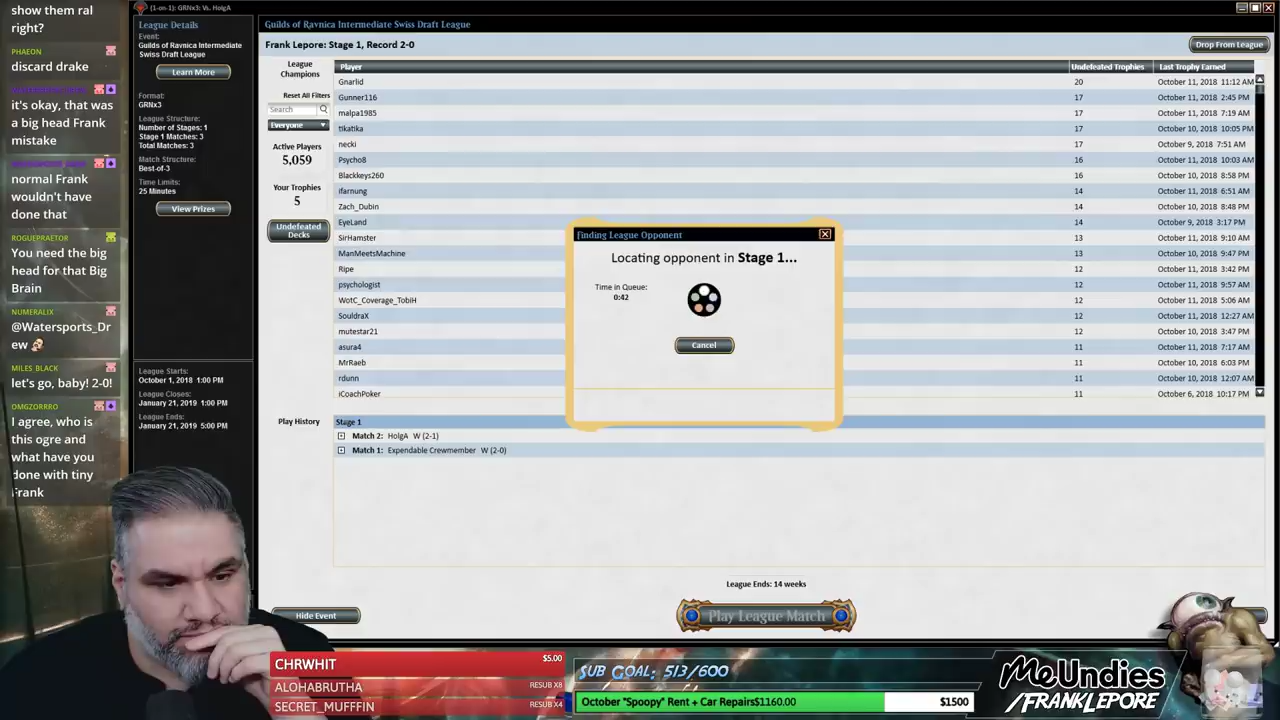 show them ral
right?
PHAEON
discard drake
it's okay, that was
a big head Frank
mistake
normal Frank
wouldn't have
done that
ROGUEPRAETOR
You need the big
head for that Big
Brain
NUMERALIX
@Watersports_Dr
ew
MILES_BLACK
let's go, baby! 2-0!
OMGZORRRO
I agree, who is
this ogre and
what have you
done with tiny
Frank
(1-on-1): GRNx3: Vs. HolgA
League Details
Event:
Guilds of Ravnica Intermediate
Swiss Draft League
Learn More
Format:
GRNx3
League Structure:
Number of Stages: 1
Stage 1 Matches: 3
Total Matches: 3
Match Structure:
Best-of-3
Time Limits:
25 Minutes
View Prizes
League Starts:
October 1, 2018 1:00 PM
League Closes:
January 21, 2019 1:00 PM
League Ends:
January 21, 2019 5:00 PM
Guilds of Ravnica Intermediate Swiss Draft League
Frank Lepore: Stage 1, Record 2-0
Drop From League
League
Champions
Reset All Filters
Search
Everyone
Active Players
5,059
Your Trophies
5
Undefeated
Decks
Player Undefeated Trophies Last Trophy Earned
Gnarlid 20 October 11, 2018 11:12 AM
Gunner116 17 October 11, 2018 2:45 PM
malpa1985 17 October 11, 2018 7:19 AM
tikatika 17 October 10, 2018 10:05 PM
necki 17 October 9, 2018 7:51 AM
Psycho8 16 October 11, 2018 10:03 AM
Blackkeys260 16 October 10, 2018 8:58 PM
ifarnung 14 October 11, 2018 6:51 AM
Zach_Dubin 14 October 10, 2018 8:48 PM
EyeLand 14 October 9, 2018 3:17 PM
SirHamster 13 October 11, 2018 9:10 AM
ManMeetsMachine 13 October 10, 2018 9:47 PM
Ripe 12 October 11, 2018 3:42 PM
psychologist 12 October 11, 2018 9:57 AM
WotC_Coverage_TobiH 12 October 11, 2018 5:06 AM
SouldraX 12 October 11, 2018 12:27 AM
mutestar21 12 October 10, 2018 3:47 PM
asura4 11 October 11, 2018 7:17 AM
MrRaeb 11 October 10, 2018 6:03 PM
rdunn 11 October 10, 2018 12:07 AM
iCoachPoker 11 October 6, 2018 10:17 PM
Finding League Opponent
Locating opponent in Stage 1...
Time in Queue:
0:42
Cancel
Play History
Stage 1
Match 2: HolgA W (2-1)
Match 1: Expendable Crewmember W (2-0)
League Ends: 14 weeks
Hide Event
Play League Match
CHRWHIT $5.00
ALOHABRUTHA RESUB X8
SECRET_MUFFFIN RESUB X4
SUB GOAL: 513/600
October "Spoopy" Rent + Car Repairs $1160.00 $1500
MeUndies
/FRANKLEPORE